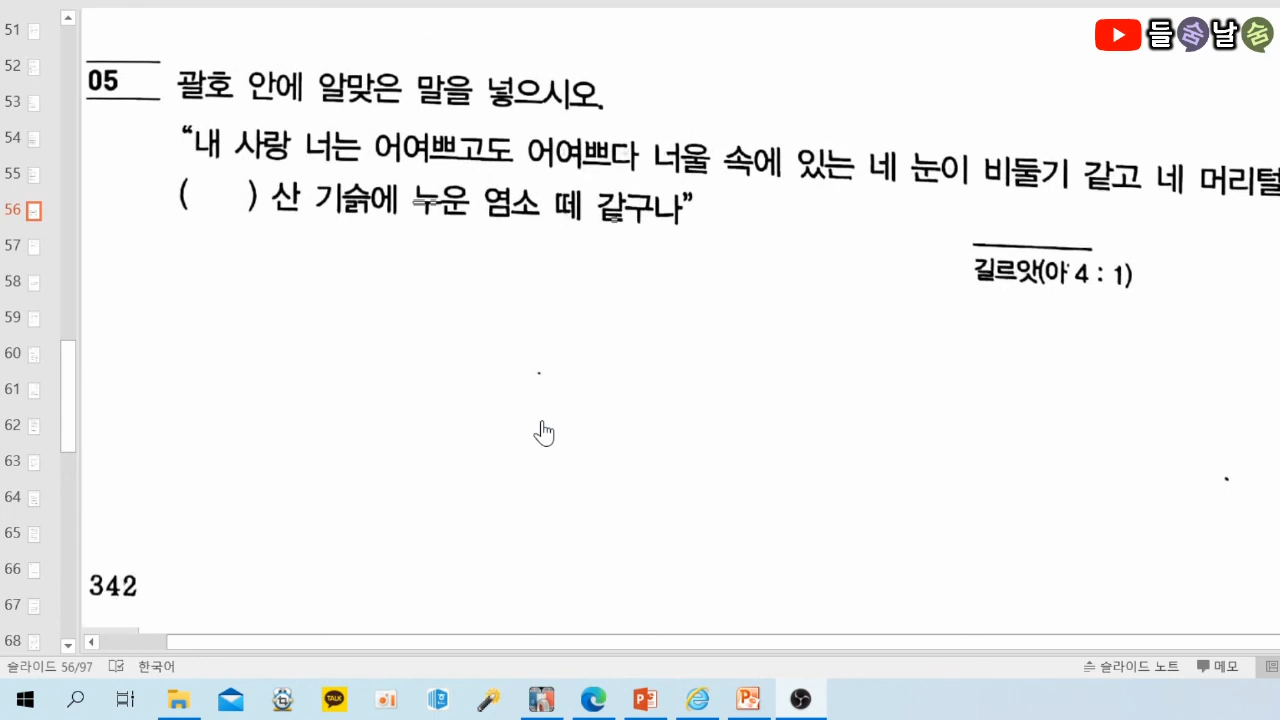 들숨날숨
51
52
53
54
55
56
57
58
59
60
61
62
63
64
65
66
67
68
05 괄호 안에 알맞은 말을 넣으시오.
“내 사랑 너는 어여쁘고도 어여쁘다 너울 속에 있는 네 눈이 비둘기 같고 네 머리털
( ) 산 기슭에 누운 염소 떼 같구나”
길르앗(아 4 : 1)
342
슬라이드 56/97 한국어 슬라이드 노트 메모
TALK